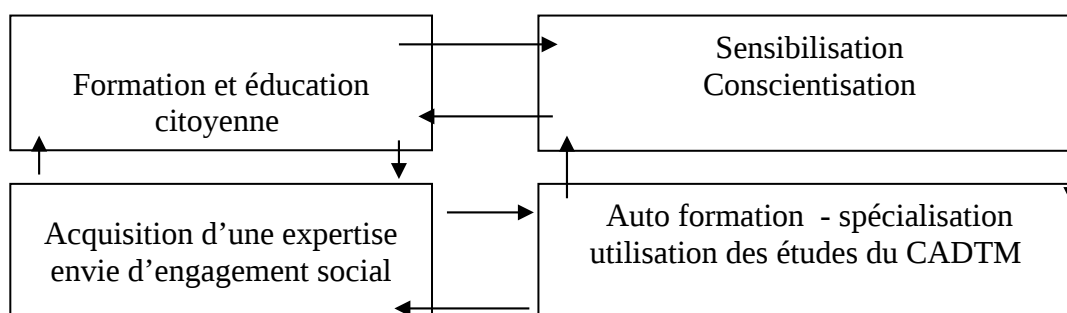 Formation et éducation
citoyenne
Sensibilisation
Conscientisation
Acquisition d’une expertise
envie d’engagement social
Auto formation - spécialisation
utilisation des études du CADTM